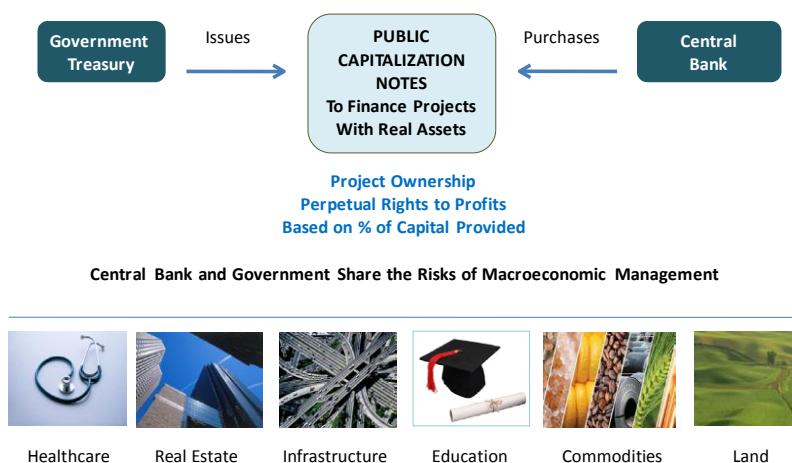 Government
Treasury
Issues
PUBLIC
CAPITALIZATION
NOTES
To Finance Projects
With Real Assets
Purchases
Central
Bank
Project Ownership
Perpetual Rights to Profits
Based on % of Capital Provided
Central Bank and Government Share the Risks of Macroeconomic Management
Healthcare
Real Estate
Infrastructure
Education
Commodities
Land